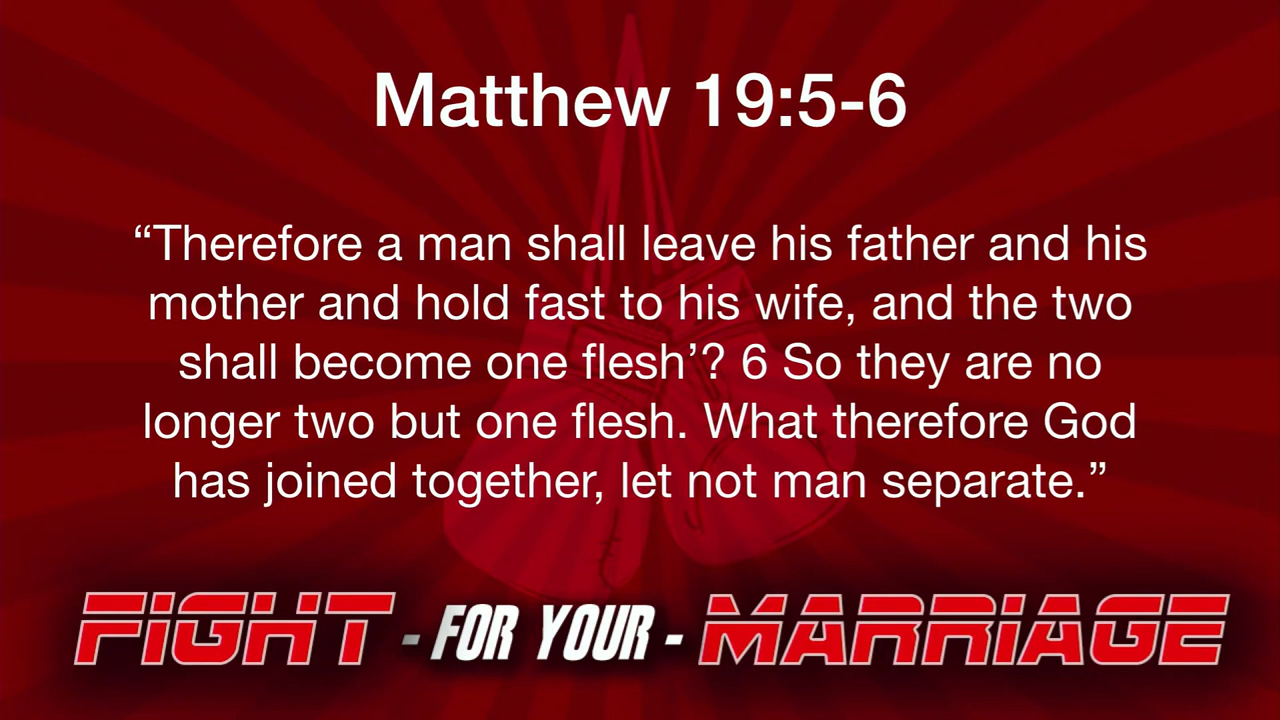 Matthew 19:5-6
“Therefore a man shall leave his father and his
mother and hold fast to his wife, and the two
shall become one flesh’? 6 So they are no
longer two but one flesh. What therefore God
has joined together, let not man separate.”
FIGHT - FOR YOUR - MARRIAGE